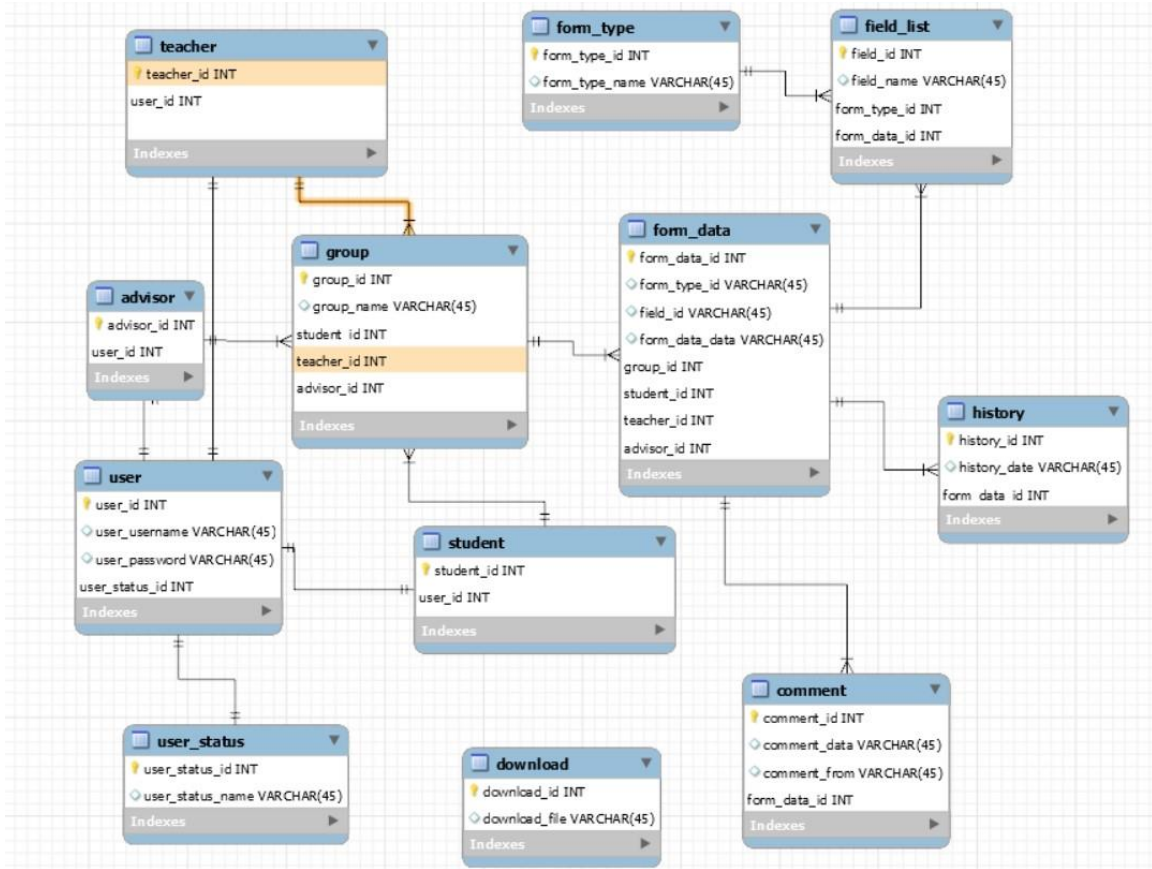 teacher
teacher_id INT
user_id INT
Indexes
form_type
form_type_id INT
form_type_name VARCHAR(45)
Indexes
field_list
field_id INT
field_name VARCHAR(45)
form_type_id INT
form_data_id INT
Indexes
group
group_id INT
group_name VARCHAR(45)
student_id INT
teacher_id INT
advisor_id INT
Indexes
form_data
form_data_id INT
form_type_id VARCHAR(45)
field_id VARCHAR(45)
form_data_data VARCHAR(45)
group_id INT
student_id INT
teacher_id INT
advisor_id INT
Indexes
advisor
advisor_id INT
user_id INT
Indexes
history
history_id INT
history_date VARCHAR(45)
form_data_id INT
Indexes
user
user_id INT
user_username VARCHAR(45)
user_password VARCHAR(45)
user_status_id INT
Indexes
student
student_id INT
user_id INT
Indexes
comment
comment_id INT
comment_data VARCHAR(45)
comment_from VARCHAR(45)
form_data_id INT
Indexes
user_status
user_status_id INT
user_status_name VARCHAR(45)
Indexes
download
download_id INT
download_file VARCHAR(45)
Indexes